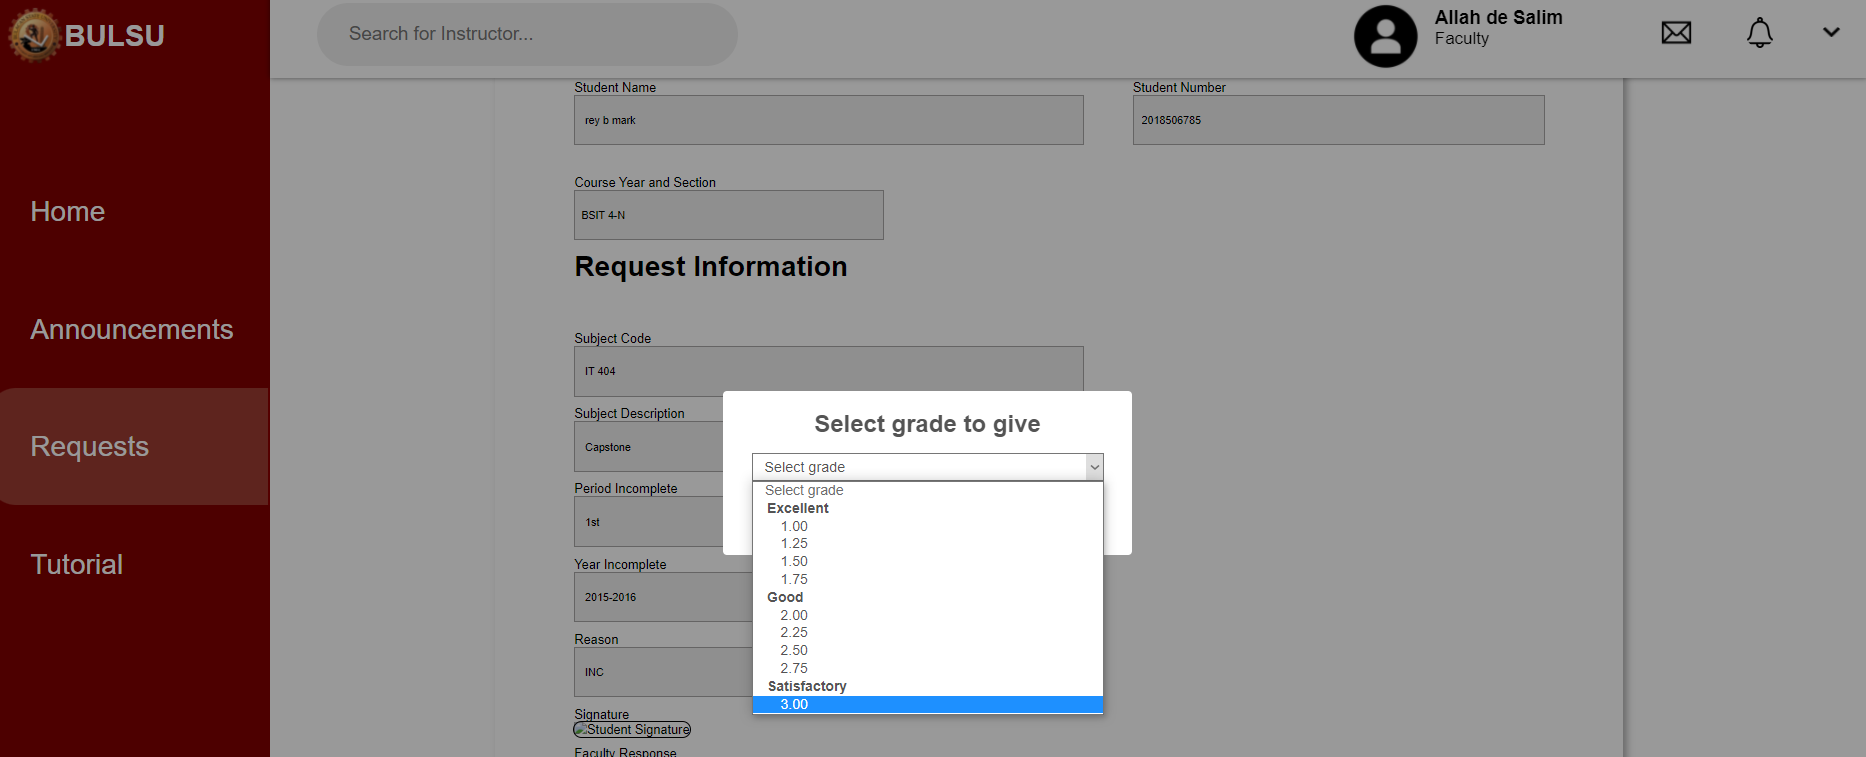 BULSU
Search for Instructor...
Allah de Salim
Faculty
Home
Announcements
Requests
Tutorial
Student Name
rey b mark
Student Number
2018506785
Course Year and Section
BSIT 4-N
Request Information
Subject Code
IT 404
Subject Description
Capstone
Period Incomplete
1st
Year Incomplete
2015-2016
Reason
INC
Signature
Student Signature
Faculty Response
Select grade to give
Select grade
Select grade
Excellent
1.00
1.25
1.50
1.75
Good
2.00
2.25
2.50
2.75
Satisfactory
3.00